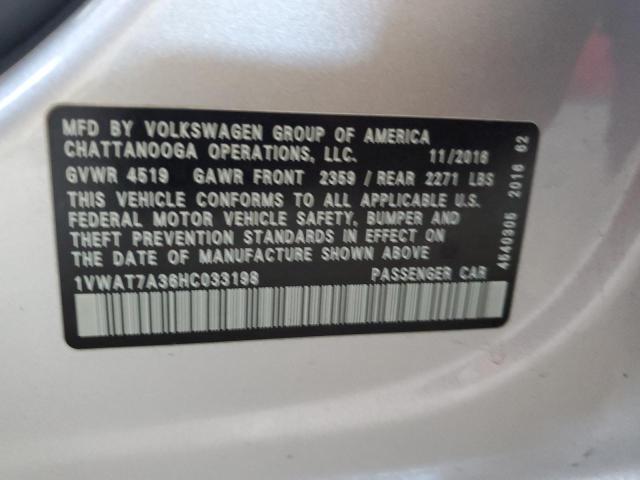 MFD BY VOLKSWAGEN GROUP OF AMERICA
CHATTANOOGA OPERATIONS, LLC. 11/2016
GVWR 4519 GAWR FRONT 2359 / REAR 2271 LBS
THIS VEHICLE CONFORMS TO ALL APPLICABLE U.S.
FEDERAL MOTOR VEHICLE SAFETY, BUMPER AND
THEFT PREVENTION STANDARDS IN EFFECT ON
THE DATE OF MANUFACTURE SHOWN ABOVE
1VWAT7A36HC033198 PASSENGER CAR
4540305 2016 62